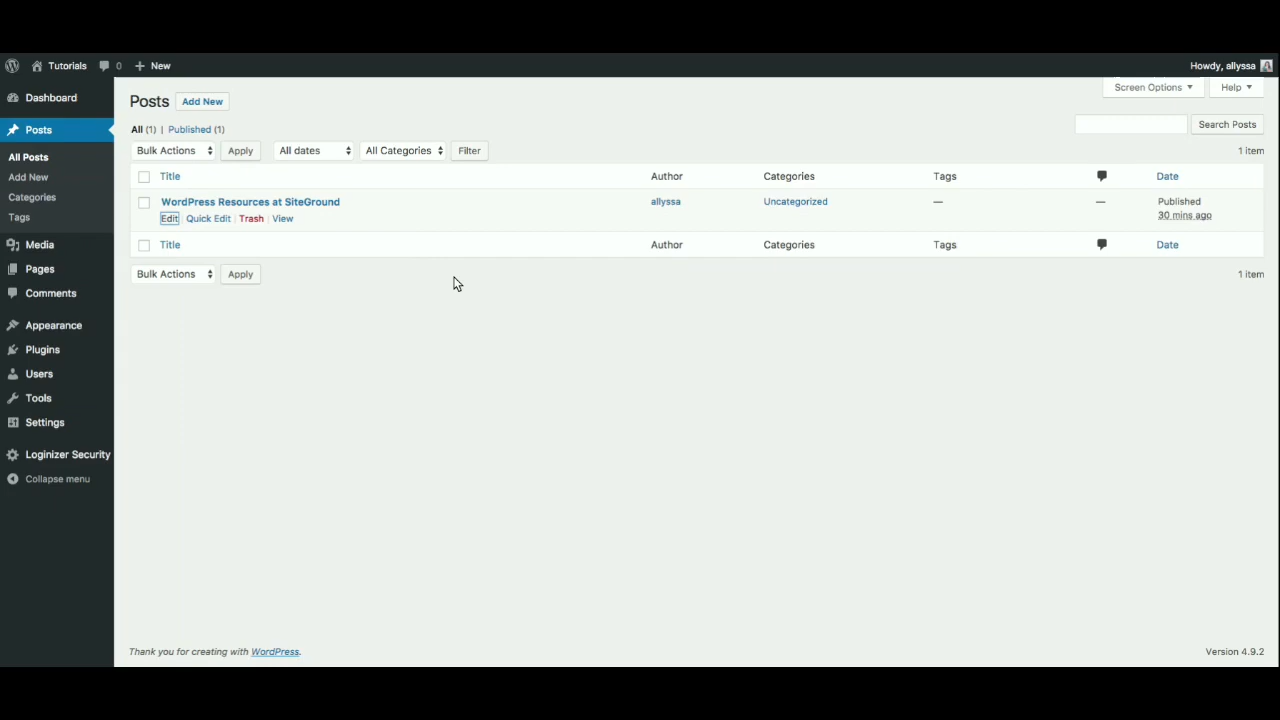 Tutorials 0 New Howdy, allyssa
Dashboard
Posts
All Posts
Add New
Categories
Tags
Media
Pages
Comments
Appearance
Plugins
Users
Tools
Settings
Loginizer Security
Collapse menu
Screen Options Help
Posts Add New
All (1) | Published (1)
Search Posts
Bulk Actions Apply All dates All Categories Filter 1 item
Title Author Categories Tags Date
WordPress Resources at SiteGround allyssa Uncategorized — — Published
Edit | Quick Edit | Trash | View 30 mins ago
Title Author Categories Tags Date
Bulk Actions Apply 1 item
Thank you for creating with WordPress. Version 4.9.2